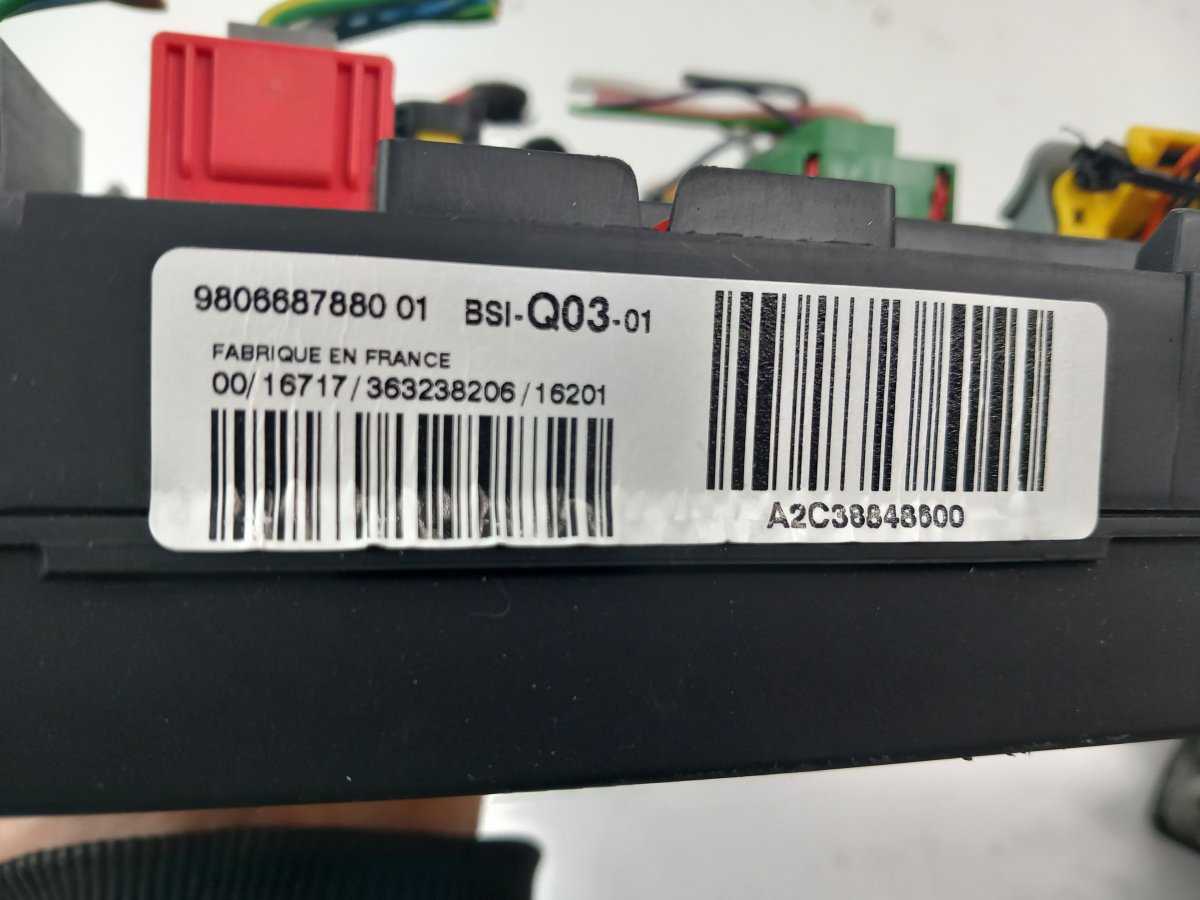 9806687880 01 BSI-Q03-01
FABRIQUE EN FRANCE
00/16717/363238206/16201
A2C38848600